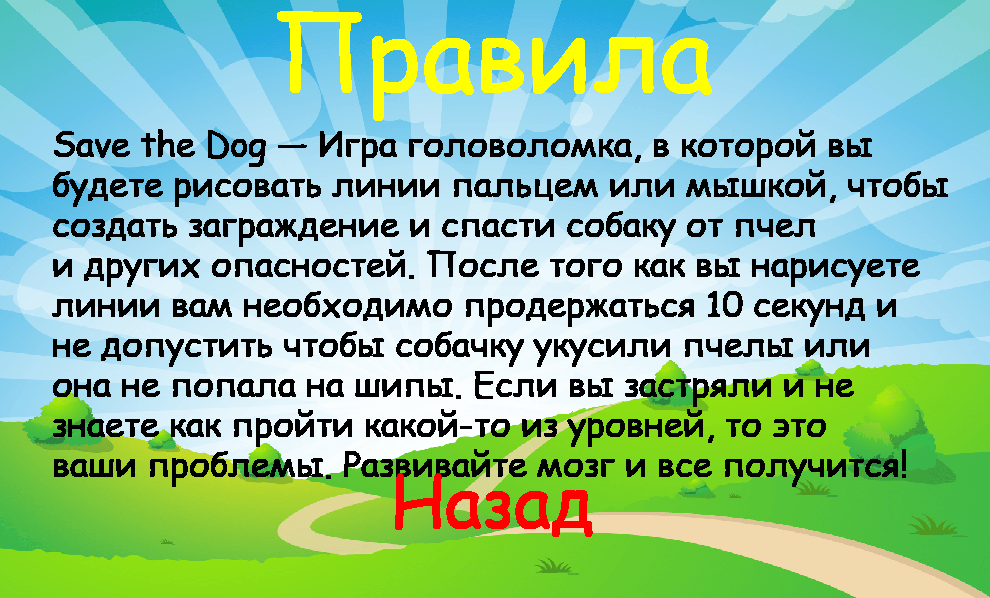 Правила
Save the Dog — Игра головоломка, в которой вы
будете рисовать линии пальцем или мышкой, чтобы
создать заграждение и спасти собаку от пчел
и других опасностей. После того как вы нарисуете
линии вам необходимо продержаться 10 секунд и
не допустить чтобы собачку укусили пчелы или
она не попала на шипы. Если вы застряли и не
знаете как пройти какой-то из уровней, то это
ваши проблемы. Развивайте мозг и все получится!
Назад